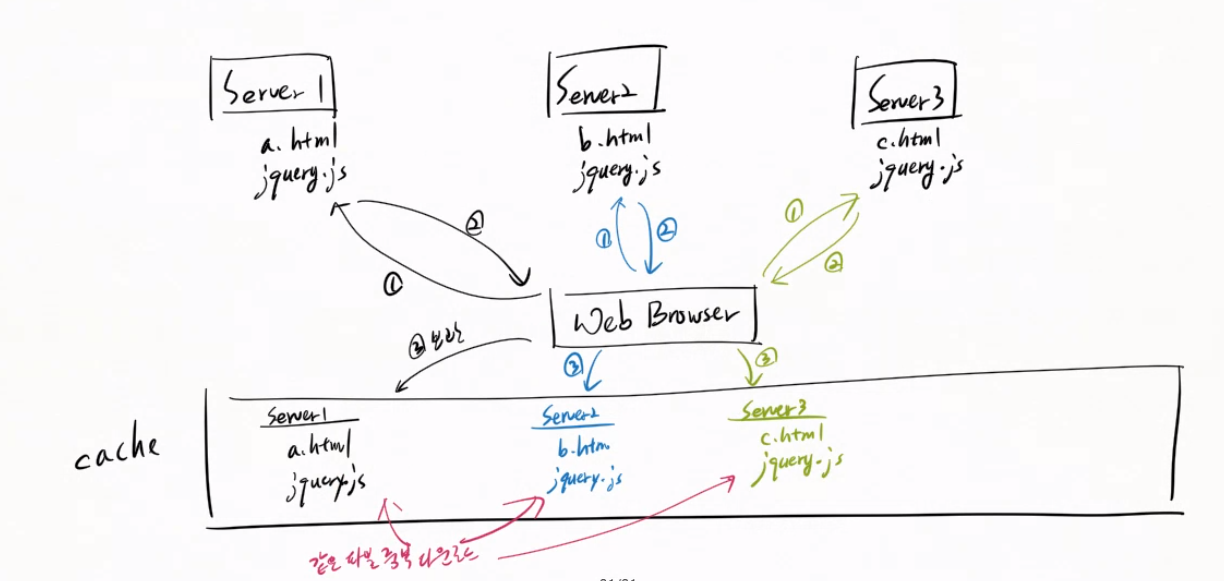 Server 1
a.html
jquery.js
Server2
b.html
jquery.js
Server3
c.html
jquery.js
①
②
①
②
①
②
Web Browser
③
③
③
cache
Server1
a.html
jquery.js
Server2
b.htm
jquery.js
Server3
c.html
jquery.js
같은 파일 중복 다운로드